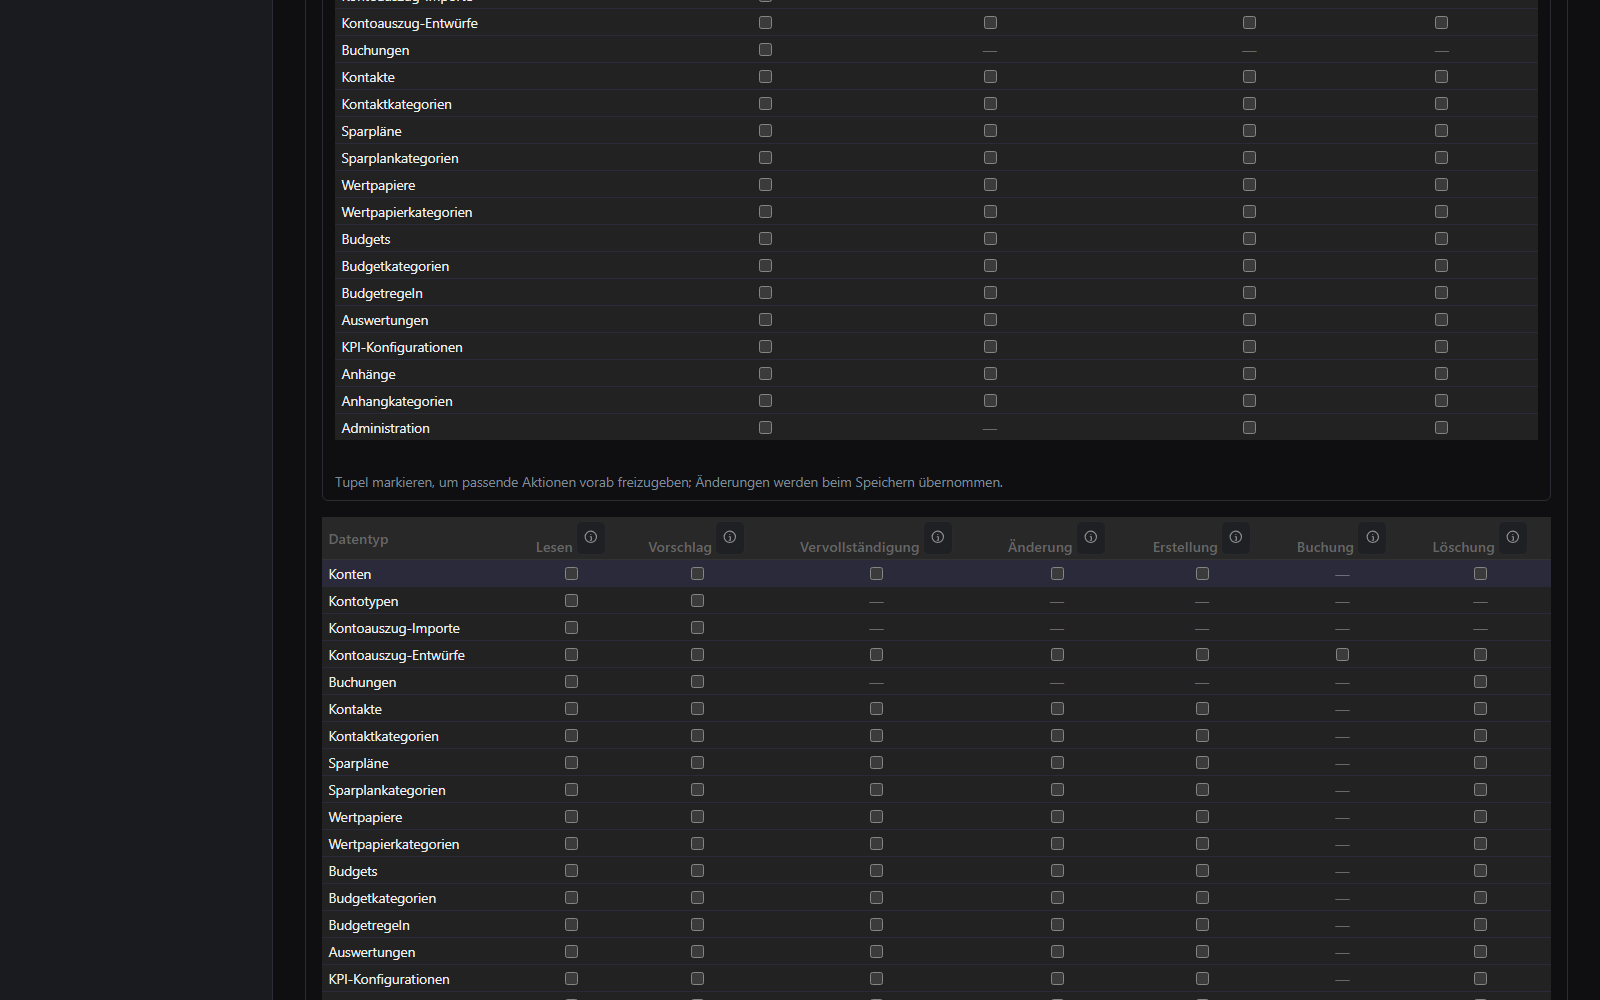 Kontoauszug-Entwürfe
Buchungen — — —
Kontakte
Kontaktkategorien
Sparpläne
Sparplankategorien
Wertpapiere
Wertpapierkategorien
Budgets
Budgetkategorien
Budgetregeln
Auswertungen
KPI-Konfigurationen
Anhänge
Anhangkategorien
Administration —
Tupel markieren, um passende Aktionen vorab freizugeben; Änderungen werden beim Speichern übernommen.
Datentyp Lesen Vorschlag Vervollständigung Änderung Erstellung Buchung Löschung
Konten —
Kontotypen — — — — —
Kontoauszug-Importe — — — — —
Kontoauszug-Entwürfe
Buchungen — — — —
Kontakte —
Kontaktkategorien —
Sparpläne —
Sparplankategorien —
Wertpapiere —
Wertpapierkategorien —
Budgets —
Budgetkategorien —
Budgetregeln —
Auswertungen —
KPI-Konfigurationen —